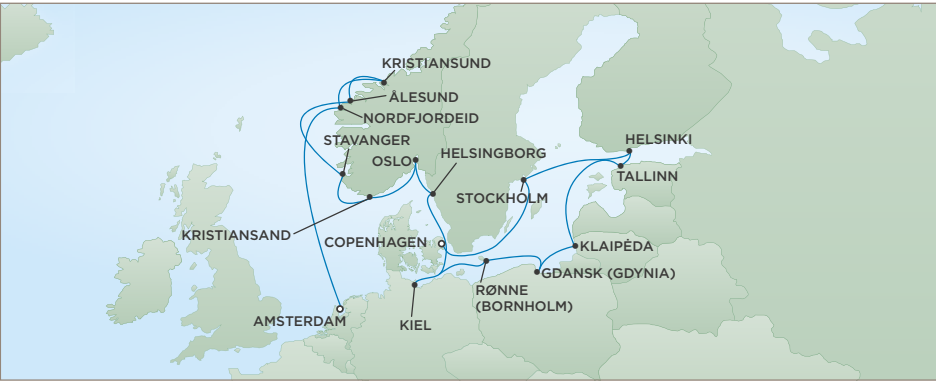 KRISTIANSUND
ÅLESUND
NORDFJORDEID
STAVANGER
OSLO
HELSINGBORG
HELSINKI
TALLINN
STOCKHOLM
KRISTIANSAND
COPENHAGEN
KLAIPĖDA
GDANSK (GDYNIA)
RØNNE
(BORNHOLM)
AMSTERDAM
KIEL